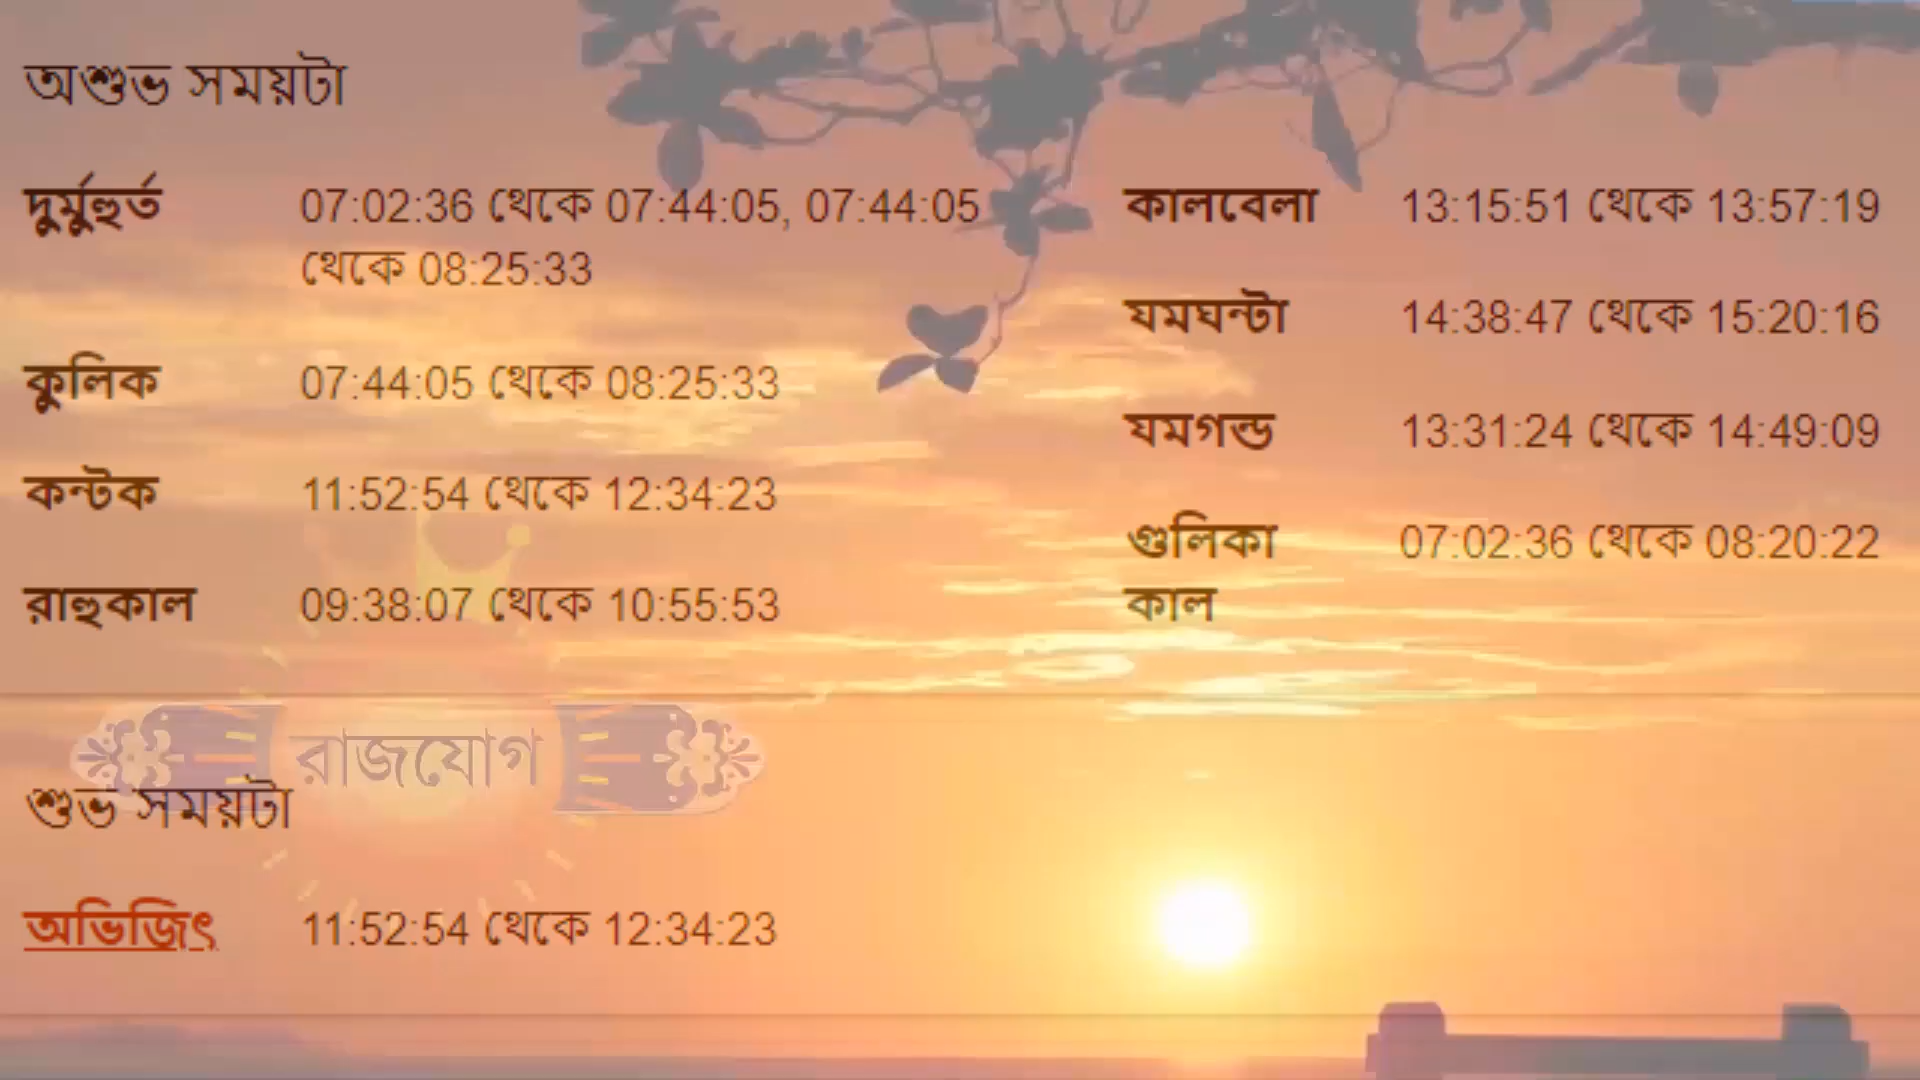 অশুভ সময়টা
দুর্মুহুর্ত 07:02:36 থেকে 07:44:05, 07:44:05
থেকে 08:25:33
কুলিক 07:44:05 থেকে 08:25:33
কন্টক 11:52:54 থেকে 12:34:23
রাহুকাল 09:38:07 থেকে 10:55:53
কালবেলা 13:15:51 থেকে 13:57:19
যমঘন্টা 14:38:47 থেকে 15:20:16
যমগন্ড 13:31:24 থেকে 14:49:09
গুলিকা 07:02:36 থেকে 08:20:22
কাল
রাজযোগ
শুভ সময়টা
অভিজিৎ 11:52:54 থেকে 12:34:23